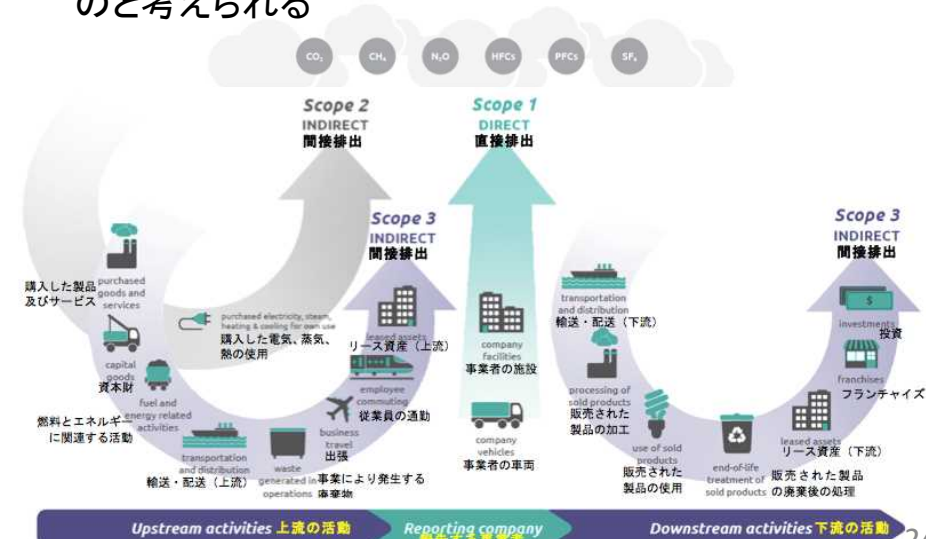 のと考えられる
CO₂
CH₄
N₂O
HFCs
PFCs
SF₆
Scope 2
INDIRECT
間接排出
Scope 1
DIRECT
直接排出
Scope 3
INDIRECT
間接排出
Scope 3
INDIRECT
間接排出
purchased
goods and
services
購入した製品
及びサービス
capital
goods
資本財
fuel and
energy related
activities
燃料とエネルギー
に関連する活動
transportation
and distribution
輸送・配送（上流）
purchased electricity, steam,
heating & cooling for own use
購入した電気、蒸気、
熱の使用
waste
generated in
operations
事業により発生する
廃棄物
business
travel
出張
employee
commuting
従業員の通勤
leased assets
リース資産（上流）
company
facilities
事業者の施設
company
vehicles
事業者の車両
transportation
and distribution
輸送・配送（下流）
processing of
sold products
販売された
製品の加工
use of sold
products
販売された
製品の使用
end-of-life
treatment of
sold products
販売された製品
の廃棄後の処理
leased assets
リース資産（下流）
franchises
フランチャイズ
investments
投資
Upstream activities 上流の活動
Reporting company
Downstream activities 下流の活動